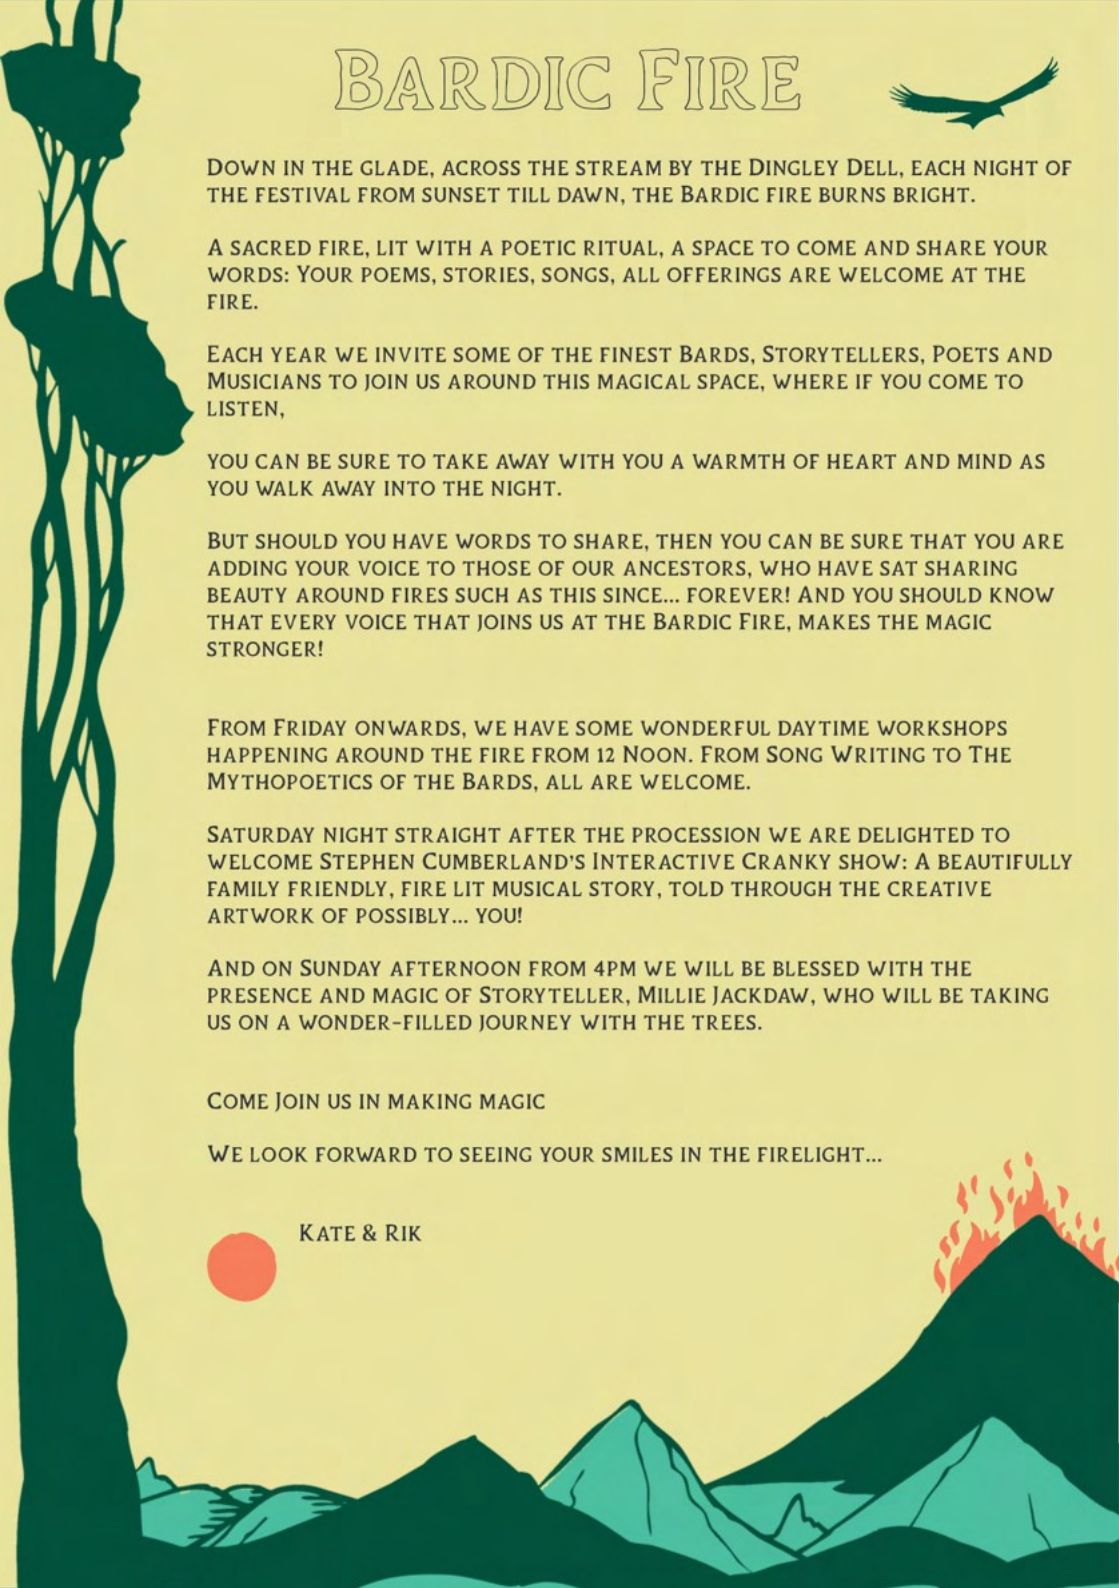 Bardic Fire
Down in the glade, across the stream by the Dingley Dell, each night of
the festival from sunset till dawn, the Bardic fire burns bright.
A sacred fire, lit with a poetic ritual, a space to come and share your
words: Your poems, stories, songs, all offerings are welcome at the
fire.
Each year we invite some of the finest Bards, Storytellers, Poets and
Musicians to join us around this magical space, where if you come to
listen,
you can be sure to take away with you a warmth of heart and mind as
you walk away into the night.
But should you have words to share, then you can be sure that you are
adding your voice to those of our ancestors, who have sat sharing
beauty around fires such as this since... forever! And you should know
that every voice that joins us at the Bardic Fire, makes the magic
stronger!
From Friday onwards, we have some wonderful daytime workshops
happening around the fire from 12 Noon. From Song Writing to The
Mythopoetics of the Bards, all are welcome.
Saturday night straight after the procession we are delighted to
welcome Stephen Cumberland's Interactive Cranky show: A beautifully
family friendly, fire lit musical story, told through the creative
artwork of possibly... you!
And on Sunday afternoon from 4pm we will be blessed with the
presence and magic of Storyteller, Millie Jackdaw, who will be taking
us on a wonder-filled journey with the trees.
Come Join us in making magic
We look forward to seeing your smiles in the firelight...
Kate & Rik